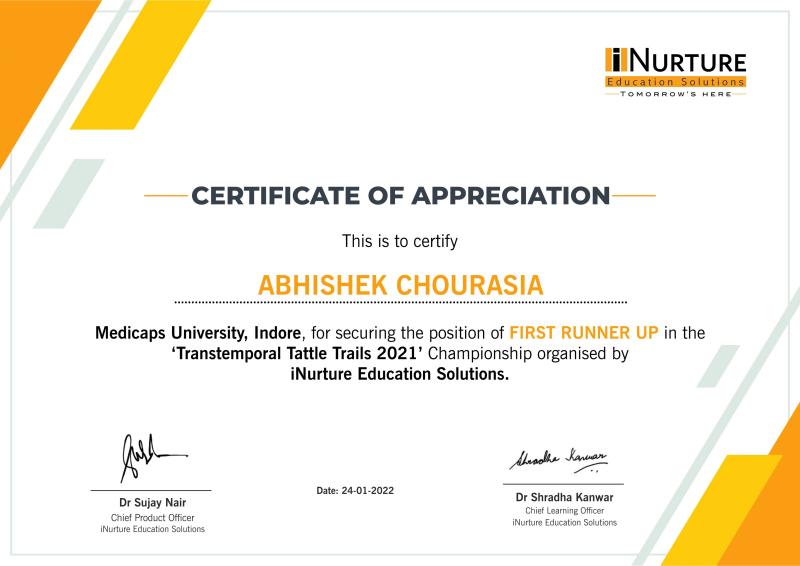 iNURTURE
Education Solutions
TOMORROW'S HERE
CERTIFICATE OF APPRECIATION
This is to certify
ABHISHEK CHOURASIA
Medicaps University, Indore, for securing the position of FIRST RUNNER UP in the
‘Transtemporal Tattle Trails 2021’ Championship organised by
iNurture Education Solutions.
Shradha Kanwar
Date: 24-01-2022
Dr Sujay Nair
Chief Product Officer
iNurture Education Solutions
Dr Shradha Kanwar
Chief Learning Officer
iNurture Education Solutions